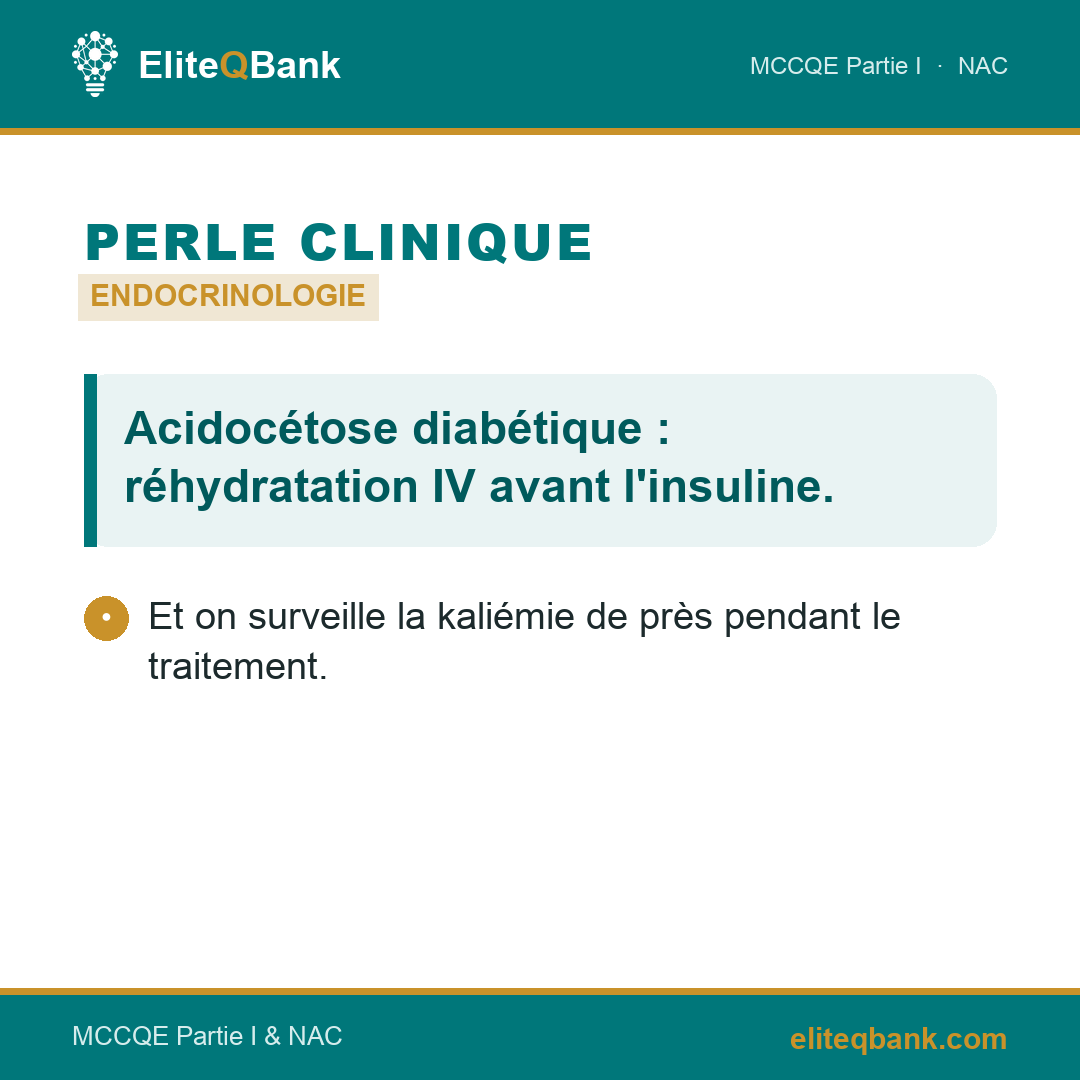 EliteQBank
MCCQE Partie I · NAC
PERLE CLINIQUE
ENDOCRINOLOGIE
Acidocétose diabétique :
réhydratation IV avant l'insuline.
Et on surveille la kaliémie de près pendant le
traitement.
MCCQE Partie I & NAC
eliteqbank.com